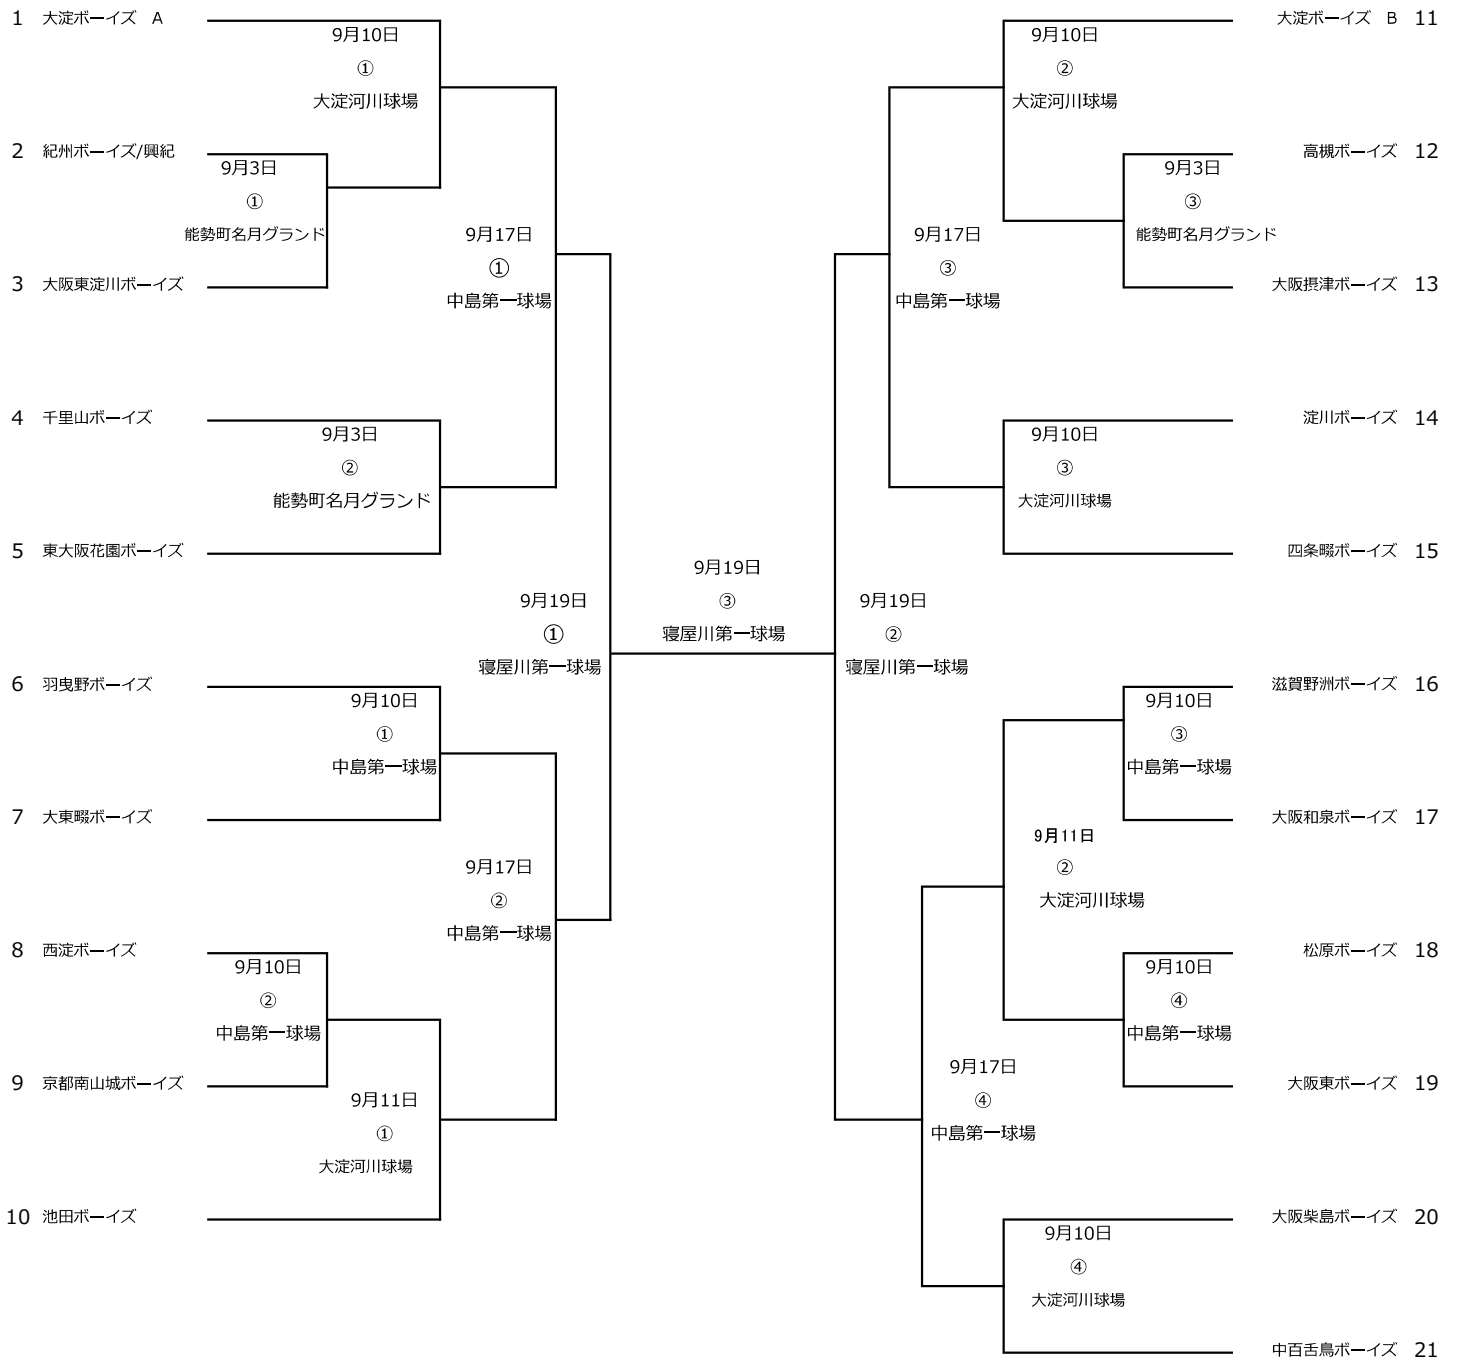 1 大淀ボーイズ A
9月10日
①
大淀河川球場
2 紀州ボーイズ/興紀
9月3日
①
能勢町名月グランド
3 大阪東淀川ボーイズ
9月17日
①
中島第一球場
4 千里山ボーイズ
9月3日
②
能勢町名月グランド
5 東大阪花園ボーイズ
9月19日
①
寝屋川第一球場
6 羽曳野ボーイズ
9月10日
①
中島第一球場
7 大東畷ボーイズ
9月17日
②
中島第一球場
8 西淀ボーイズ
9月10日
②
中島第一球場
9 京都南山城ボーイズ
9月11日
①
大淀河川球場
10 池田ボーイズ
9月19日
③
寝屋川第一球場
大淀ボーイズ B 11
9月10日
②
大淀河川球場
高槻ボーイズ 12
9月3日
③
能勢町名月グランド
大阪摂津ボーイズ 13
9月17日
③
中島第一球場
淀川ボーイズ 14
9月10日
③
大淀河川球場
四条畷ボーイズ 15
9月19日
②
寝屋川第一球場
滋賀野洲ボーイズ 16
9月10日
③
中島第一球場
大阪和泉ボーイズ 17
9月11日
②
大淀河川球場
松原ボーイズ 18
9月10日
④
中島第一球場
大阪東ボーイズ 19
9月17日
④
中島第一球場
大阪柴島ボーイズ 20
9月10日
④
大淀河川球場
中百舌鳥ボーイズ 21